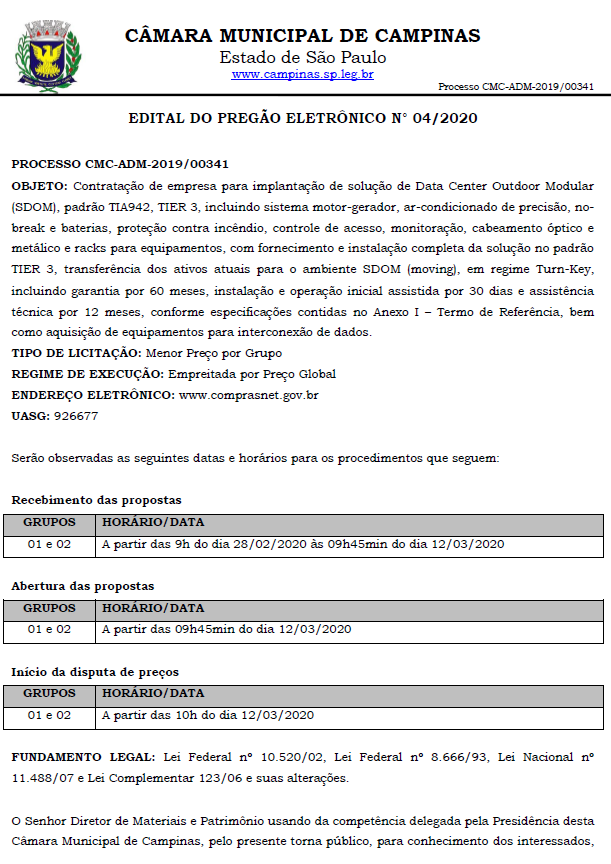 CÂMARA MUNICIPAL DE CAMPINAS
Estado de São Paulo
www.campinas.sp.leg.br
Processo CMC-ADM-2019/00341
EDITAL DO PREGÃO ELETRÔNICO N° 04/2020
PROCESSO CMC-ADM-2019/00341
OBJETO: Contratação de empresa para implantação de solução de Data Center Outdoor Modular
(SDOM), padrão TIA942, TIER 3, incluindo sistema motor-gerador, ar-condicionado de precisão, no-
break e baterias, proteção contra incêndio, controle de acesso, monitoração, cabeamento óptico e
metálico e racks para equipamentos, com fornecimento e instalação completa da solução no padrão
TIER 3, transferência dos ativos atuais para o ambiente SDOM (moving), em regime Turn-Key,
incluindo garantia por 60 meses, instalação e operação inicial assistida por 30 dias e assistência
técnica por 12 meses, conforme especificações contidas no Anexo I – Termo de Referência, bem
como aquisição de equipamentos para interconexão de dados.
TIPO DE LICITAÇÃO: Menor Preço por Grupo
REGIME DE EXECUÇÃO: Empreitada por Preço Global
ENDEREÇO ELETRÔNICO: www.comprasnet.gov.br
UASG: 926677
Serão observadas as seguintes datas e horários para os procedimentos que seguem:
Recebimento das propostas
GRUPOS HORÁRIO/DATA
01 e 02 A partir das 9h do dia 28/02/2020 às 09h45min do dia 12/03/2020
Abertura das propostas
GRUPOS HORÁRIO/DATA
01 e 02 A partir das 09h45min do dia 12/03/2020
Início da disputa de preços
GRUPOS HORÁRIO/DATA
01 e 02 A partir das 10h do dia 12/03/2020
FUNDAMENTO LEGAL: Lei Federal nº 10.520/02, Lei Federal nº 8.666/93, Lei Nacional nº
11.488/07 e Lei Complementar 123/06 e suas alterações.
O Senhor Diretor de Materiais e Patrimônio usando da competência delegada pela Presidência desta
Câmara Municipal de Campinas, pelo presente torna público, para conhecimento dos interessados,